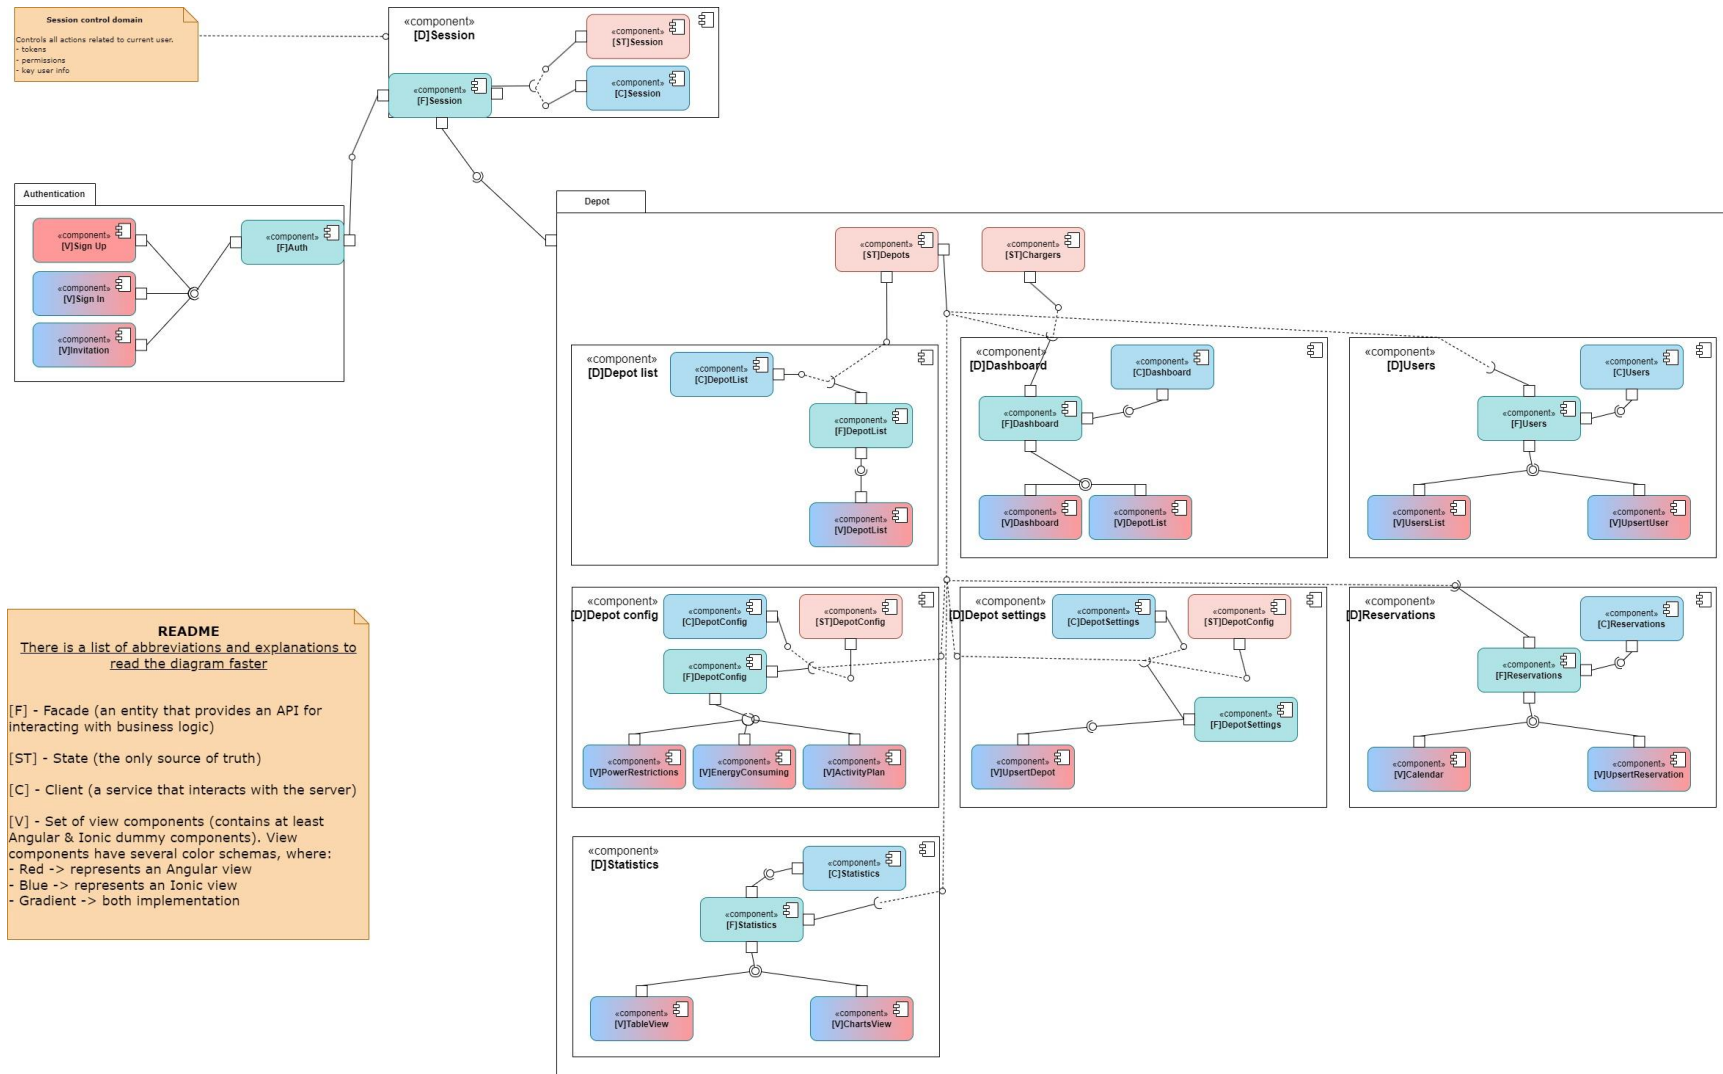 Session control domain
Controls all actions related to current user.
- tokens
- permissions
- key user info
«component»
[D]Session
«component»
[ST]Session
«component»
[C]Session
«component»
[F]Session
Authentication
«component»
[V]Sign Up
«component»
[V]Sign In
«component»
[V]Invitation
«component»
[F]Auth
Depot
«component»
[ST]Depots
«component»
[ST]Chargers
«component»
[D]Depot list
«component»
[C]DepotList
«component»
[F]DepotList
«component»
[V]DepotList
«component»
[D]Dashboard
«component»
[C]Dashboard
«component»
[F]Dashboard
«component»
[V]Dashboard
«component»
[V]DepotList
«component»
[D]Users
«component»
[C]Users
«component»
[F]Users
«component»
[V]UsersList
«component»
[V]UpsertUser
«component»
[D]Depot config
«component»
[C]DepotConfig
«component»
[ST]DepotConfig
«component»
[F]DepotConfig
«component»
[V]PowerRestrictions
«component»
[V]EnergyConsuming
«component»
[V]ActivityPlan
«component»
[D]Depot settings
«component»
[C]DepotSettings
«component»
[ST]DepotConfig
«component»
[F]DepotSettings
«component»
[V]UpsertDepot
«component»
[D]Reservations
«component»
[C]Reservations
«component»
[F]Reservations
«component»
[V]Calendar
«component»
[V]UpsertReservation
«component»
[D]Statistics
«component»
[C]Statistics
«component»
[F]Statistics
«component»
[V]TableView
«component»
[V]ChartsView
README
There is a list of abbreviations and explanations to
read the diagram faster
[F] - Facade (an entity that provides an API for
interacting with business logic)
[ST] - State (the only source of truth)
[C] - Client (a service that interacts with the server)
[V] - Set of view components (contains at least
Angular & Ionic dummy components). View
components have several color schemas, where:
- Red -> represents an Angular view
- Blue -> represents an Ionic view
- Gradient -> both implementation